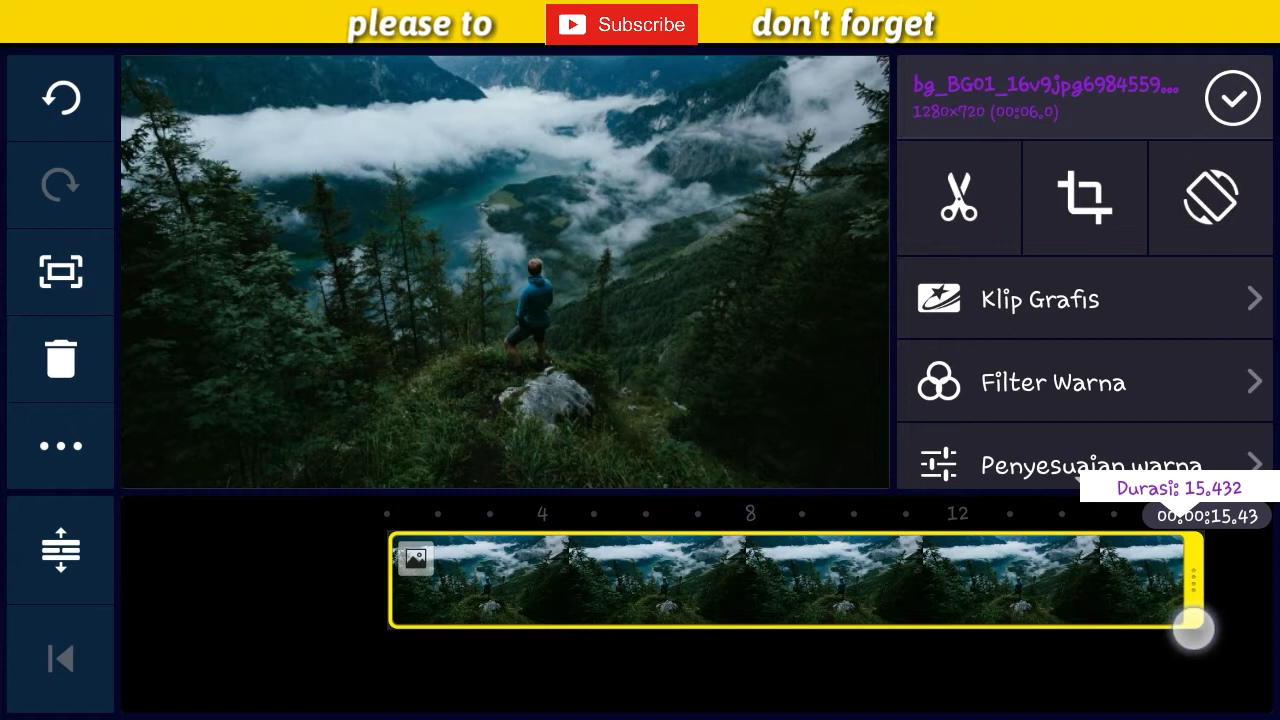 please to
Subscribe
don't forget
bg_BG01_16v9jpg6984559...
1280x720 (00:06.0)
Klip Grafis
Filter Warna
Penyesuaian warna
Durasi: 15.432
00:00:15.43
4
8
12